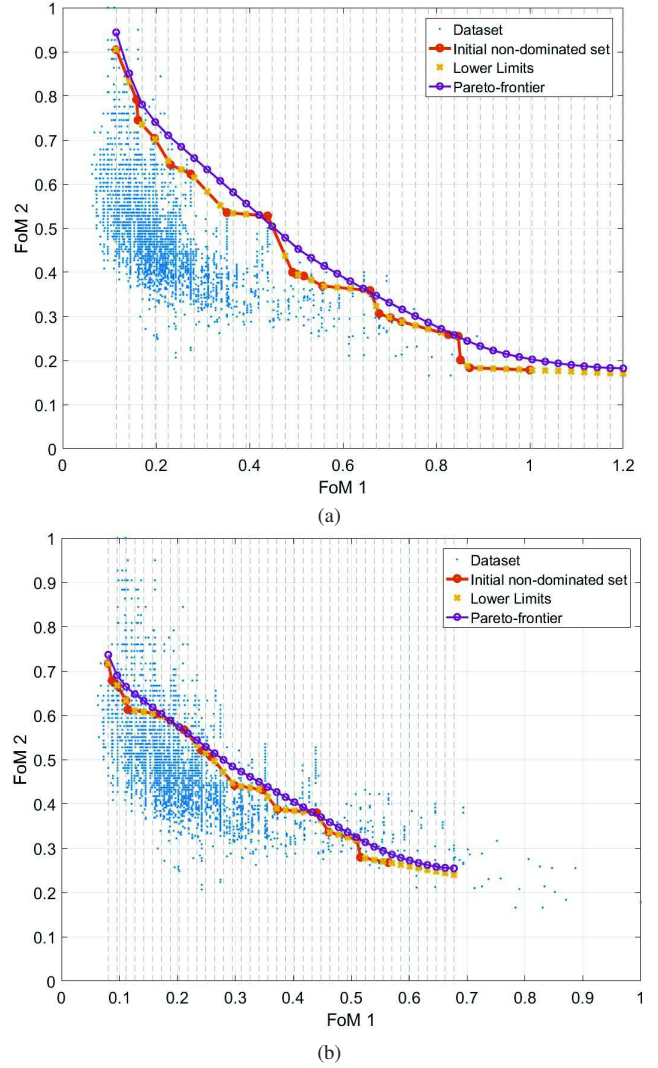 1
0.9
0.8
0.7
0.6
0.5
0.4
0.3
0.2
0.1
0
FoM 2
Dataset
Initial non-dominated set
Lower Limits
Pareto-frontier
0 0.2 0.4 0.6 0.8 1 1.2
FoM 1
(a)
1
0.9
0.8
0.7
0.6
0.5
0.4
0.3
0.2
0.1
0
FoM 2
Dataset
Initial non-dominated set
Lower Limits
Pareto-frontier
0 0.1 0.2 0.3 0.4 0.5 0.6 0.7 0.8 0.9 1
FoM 1
(b)